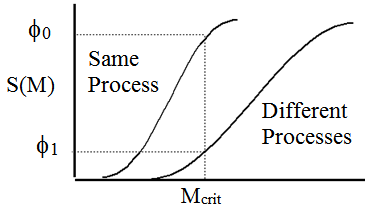 ϕ0
Same
S(M)
Process
Different
Processes
ϕ1
Mcrit